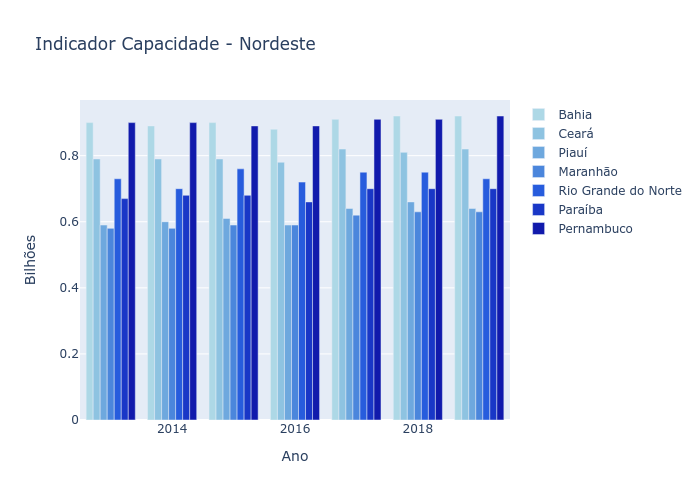 Indicador Capacidade - Nordeste
Bilhões
0.8
0.6
0.4
0.2
0
2014
2016
2018
Ano
Bahia
Ceará
Piauí
Maranhão
Rio Grande do Norte
Paraíba
Pernambuco